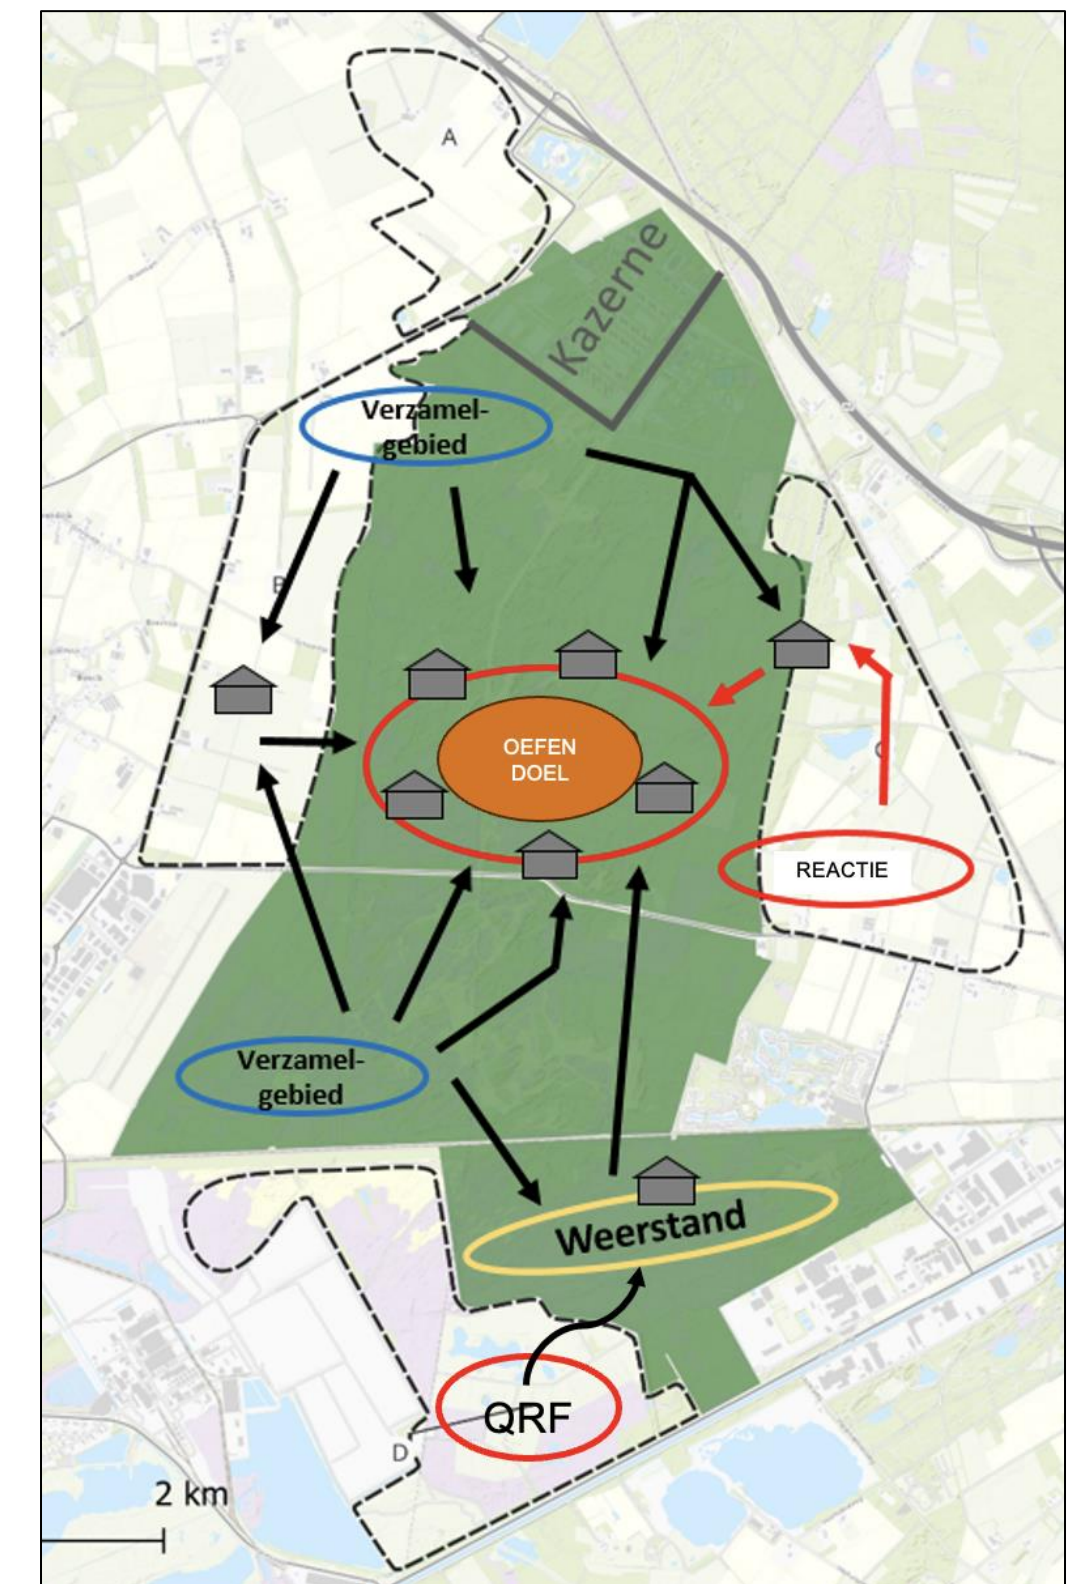 A
Kazerne
Verzamel-
gebied
B
OEFEN
DOEL
REACTIE
Verzamel-
gebied
Weerstand
QRF
D
2 km